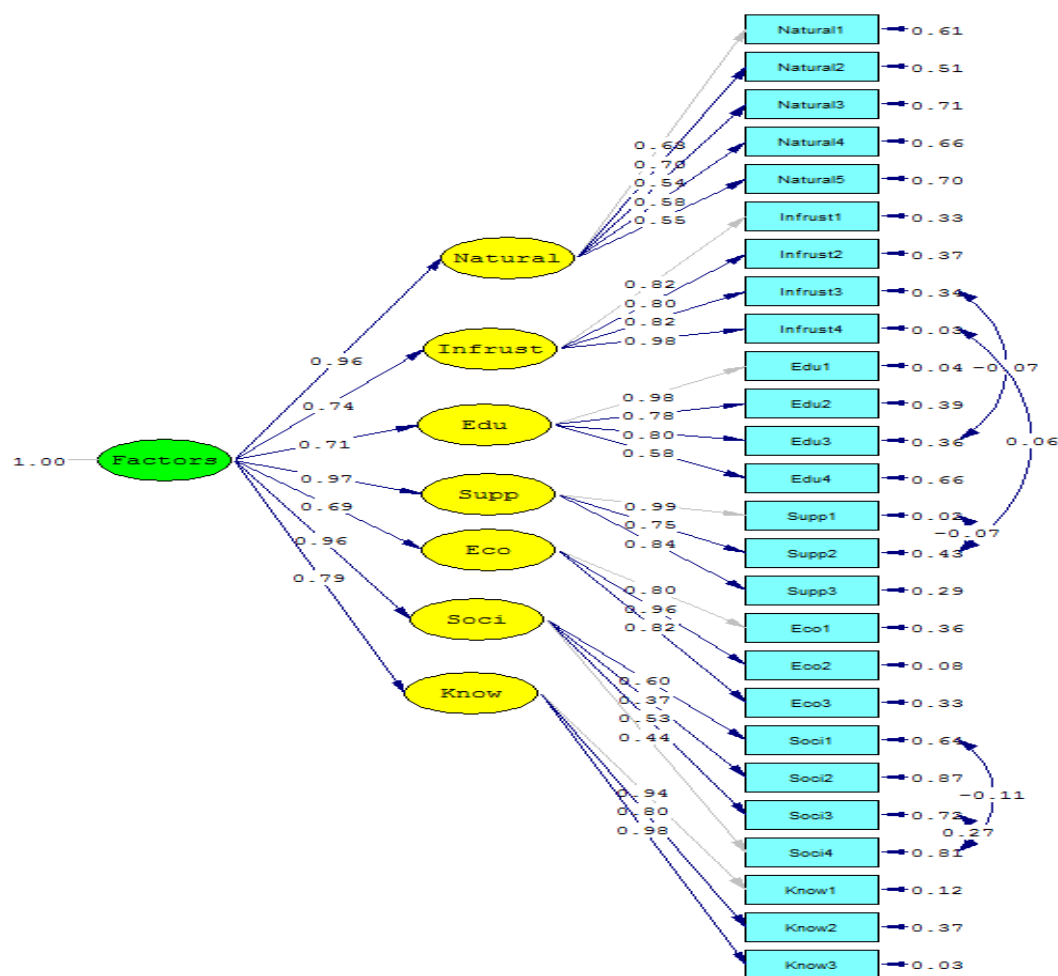 Natural1 0.61
Natural2 0.51
Natural3 0.71
0.63 Natural4 0.66
0.70
0.54 Natural5 0.70
0.58
0.55 Infrust1 0.33
Natural Infrust2 0.37
0.82 Infrust3 0.34
0.80
0.82 Infrust4 0.03
0.98
Infrust
0.96 Edu1 0.04 -0.07
0.98
0.74 0.78 Edu2 0.39
Edu 0.80 Edu3 0.36 0.06
0.71 0.58
1.00 Factors Edu4 0.66
0.97 Supp 0.99 Supp1 0.02
0.69 0.75 -0.07
0.96 Eco 0.84 Supp2 0.43
0.79 0.80 Supp3 0.29
0.96
Soci 0.82 Eco1 0.36
Eco2 0.08
Know 0.60
0.37 Eco3 0.33
0.53
0.44 Soci1 0.64
Soci2 0.87
0.94 -0.11
0.80 Soci3 0.72
0.98 0.27
Soci4 0.81
Know1 0.12
Know2 0.37
Know3 0.03